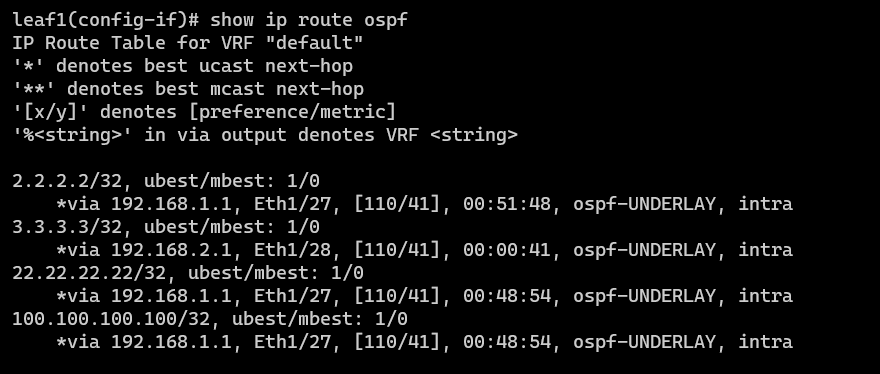 leaf1(config-if)# show ip route ospf
IP Route Table for VRF "default"
'*' denotes best ucast next-hop
'**' denotes best mcast next-hop
'[x/y]' denotes [preference/metric]
'%<string>' in via output denotes VRF <string>

2.2.2.2/32, ubest/mbest: 1/0
    *via 192.168.1.1, Eth1/27, [110/41], 00:51:48, ospf-UNDERLAY, intra
3.3.3.3/32, ubest/mbest: 1/0
    *via 192.168.2.1, Eth1/28, [110/41], 00:00:41, ospf-UNDERLAY, intra
22.22.22.22/32, ubest/mbest: 1/0
    *via 192.168.1.1, Eth1/27, [110/41], 00:48:54, ospf-UNDERLAY, intra
100.100.100.100/32, ubest/mbest: 1/0
    *via 192.168.1.1, Eth1/27, [110/41], 00:48:54, ospf-UNDERLAY, intra